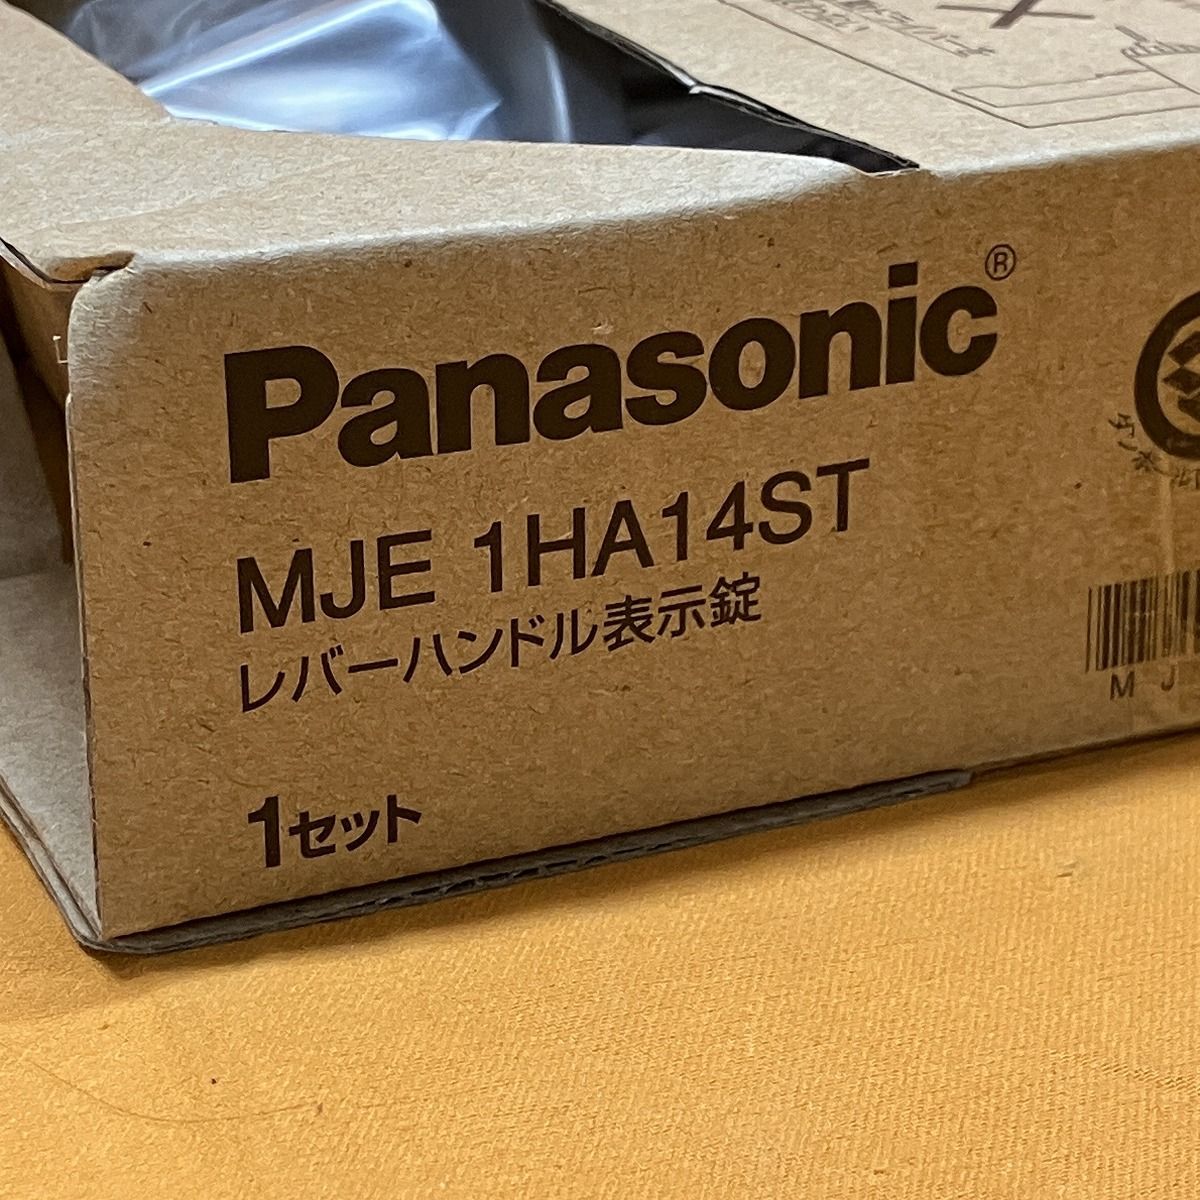 Panasonic®
MJE 1HA14ST
レバーハンドル表示錠
1セット
M J